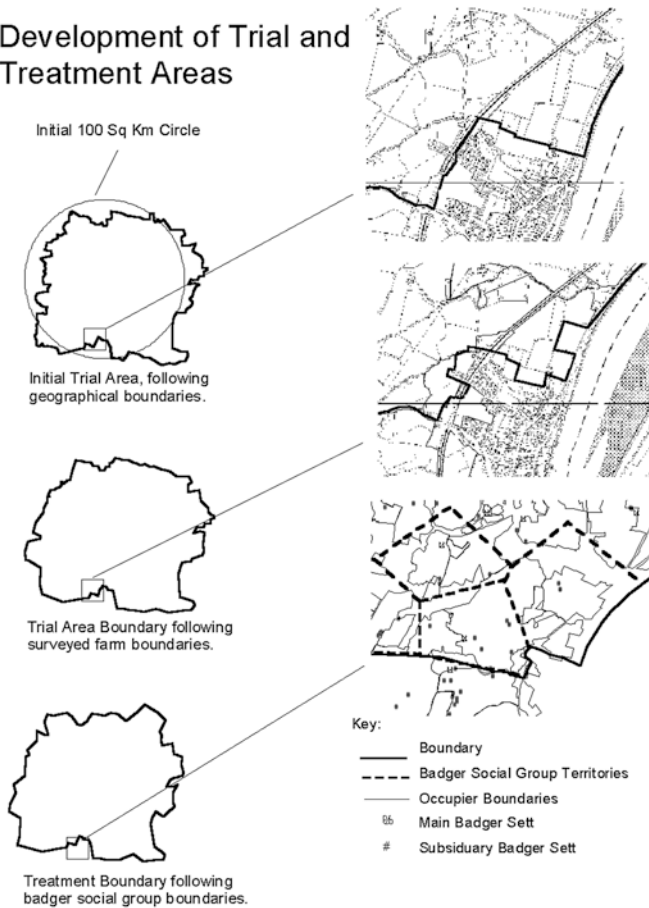 Development of Trial and
Treatment Areas
Initial 100 Sq Km Circle
Initial Trial Area, following
geographical boundaries.
Trial Area Boundary following
surveyed farm boundaries.
Treatment Boundary following
badger social group boundaries.
Key:
Boundary
Badger Social Group Territories
Occupier Boundaries
Main Badger Sett
# Subsiduary Badger Sett